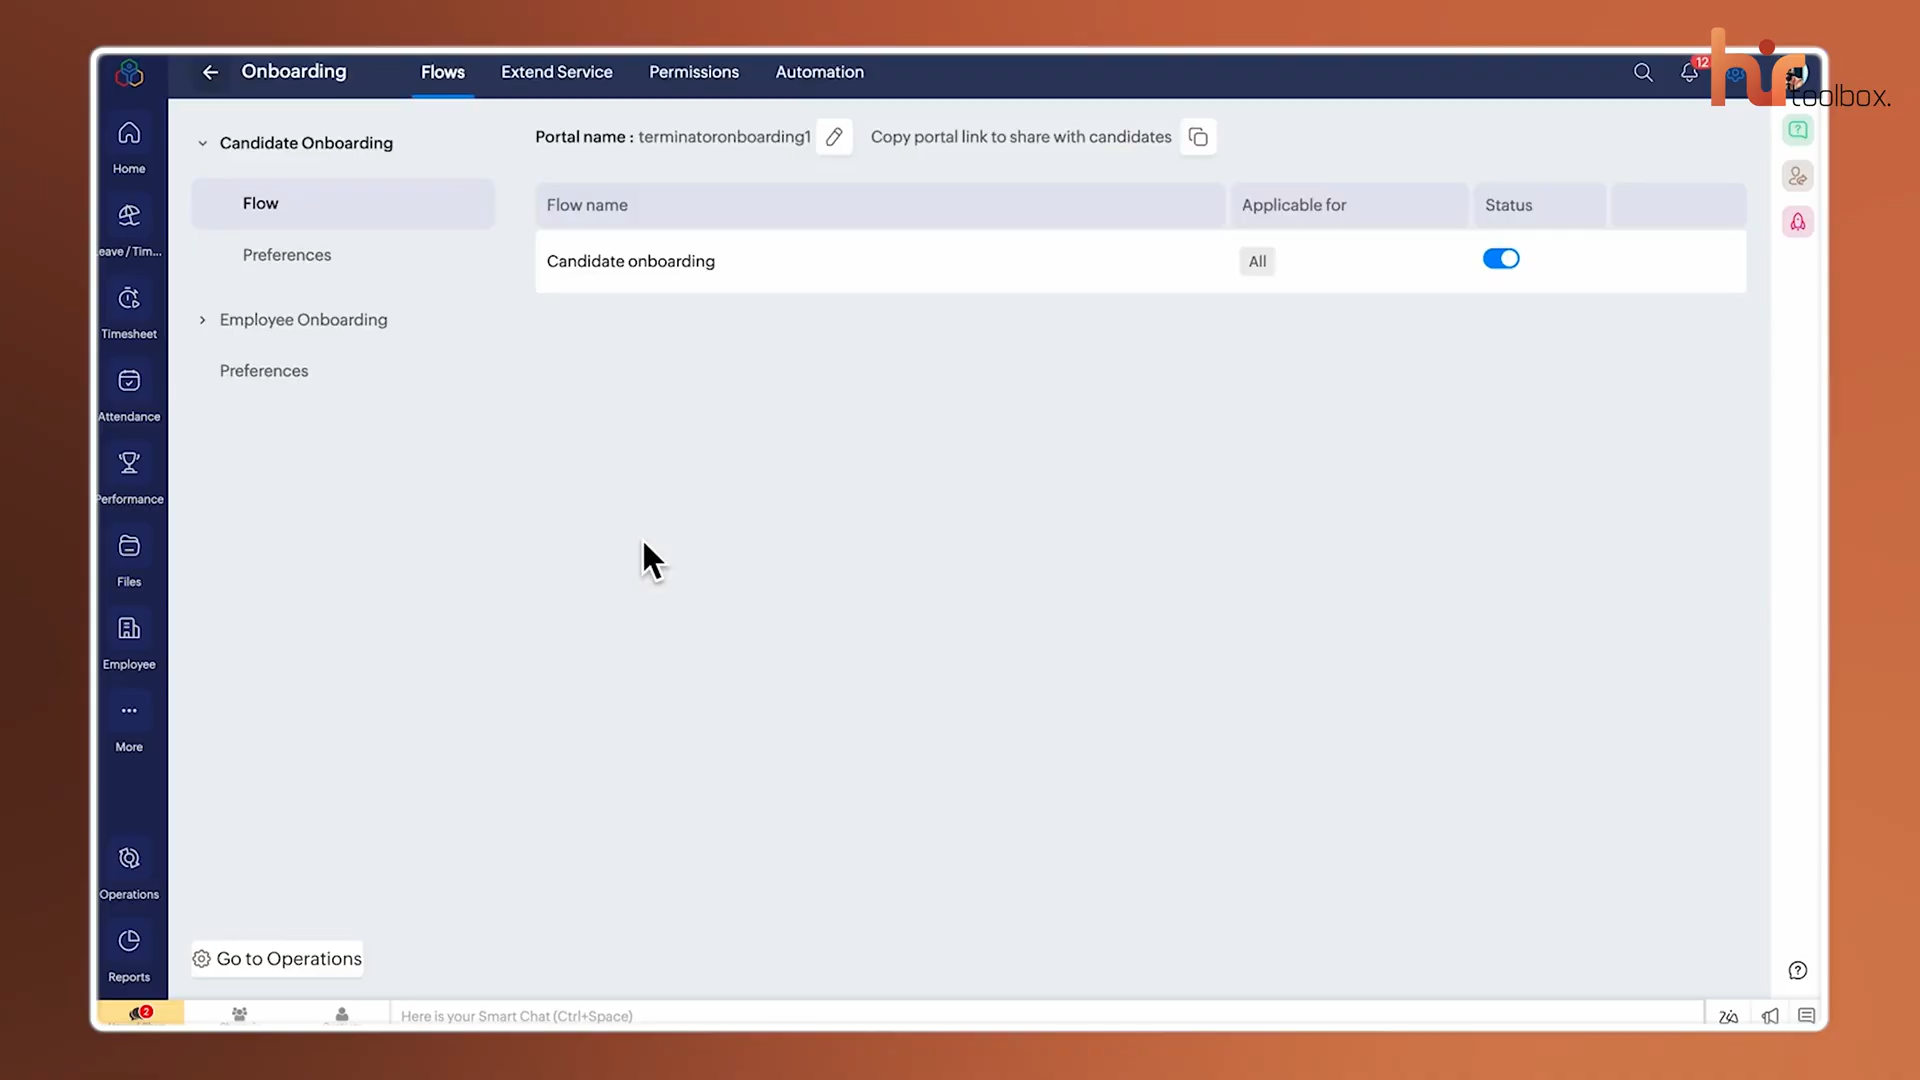 Onboarding
Flows
Extend Service
Permissions
Automation
12
hr
toolbox.
Home
eave / Tim...
Timesheet
Attendance
Performance
Files
Employee
More
Operations
Reports
Candidate Onboarding
Flow
Preferences
Employee Onboarding
Preferences
Portal name : terminatoronboarding1
Copy portal link to share with candidates
Flow name
Applicable for
Status
Candidate onboarding
All
Go to Operations
2
Here is your Smart Chat (Ctrl+Space)